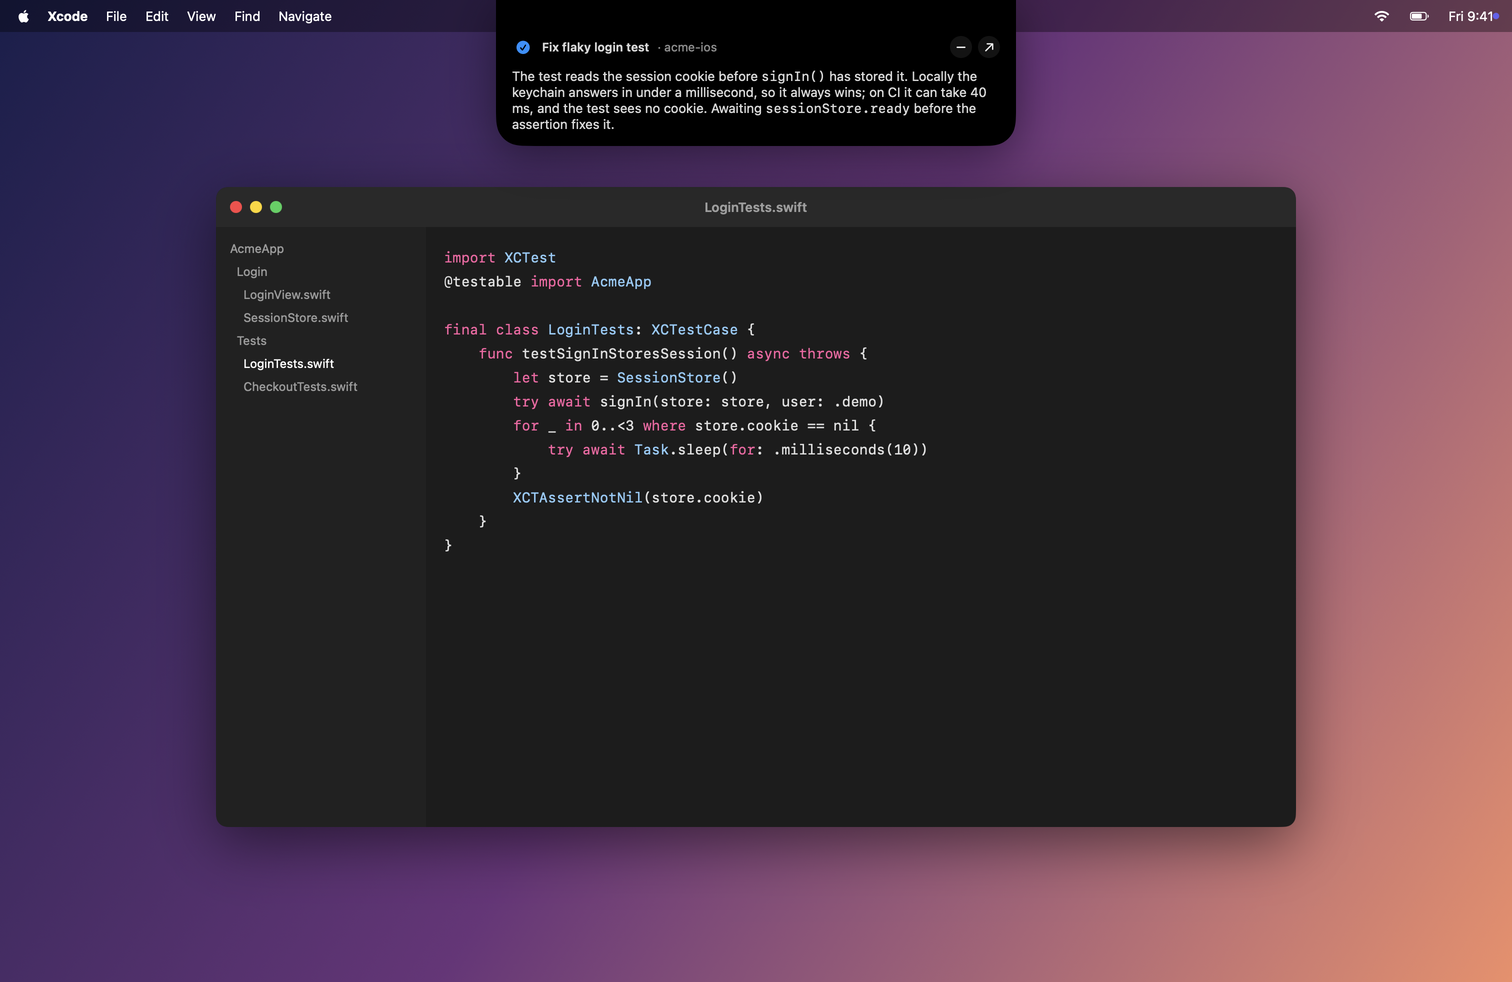 Xcode File Edit View Find Navigate Fri 9:41
Fix flaky login test · acme-ios
The test reads the session cookie before signIn() has stored it. Locally the
keychain answers in under a millisecond, so it always wins; on CI it can take 40
ms, and the test sees no cookie. Awaiting sessionStore.ready before the
assertion fixes it.
LoginTests.swift
AcmeApp
Login
LoginView.swift
SessionStore.swift
Tests
LoginTests.swift
CheckoutTests.swift
import XCTest
@testable import AcmeApp
final class LoginTests: XCTestCase {
    func testSignInStoresSession() async throws {
        let store = SessionStore()
        try await signIn(store: store, user: .demo)
        for _ in 0..<3 where store.cookie == nil {
            try await Task.sleep(for: .milliseconds(10))
        }
        XCTAssertNotNil(store.cookie)
    }
}